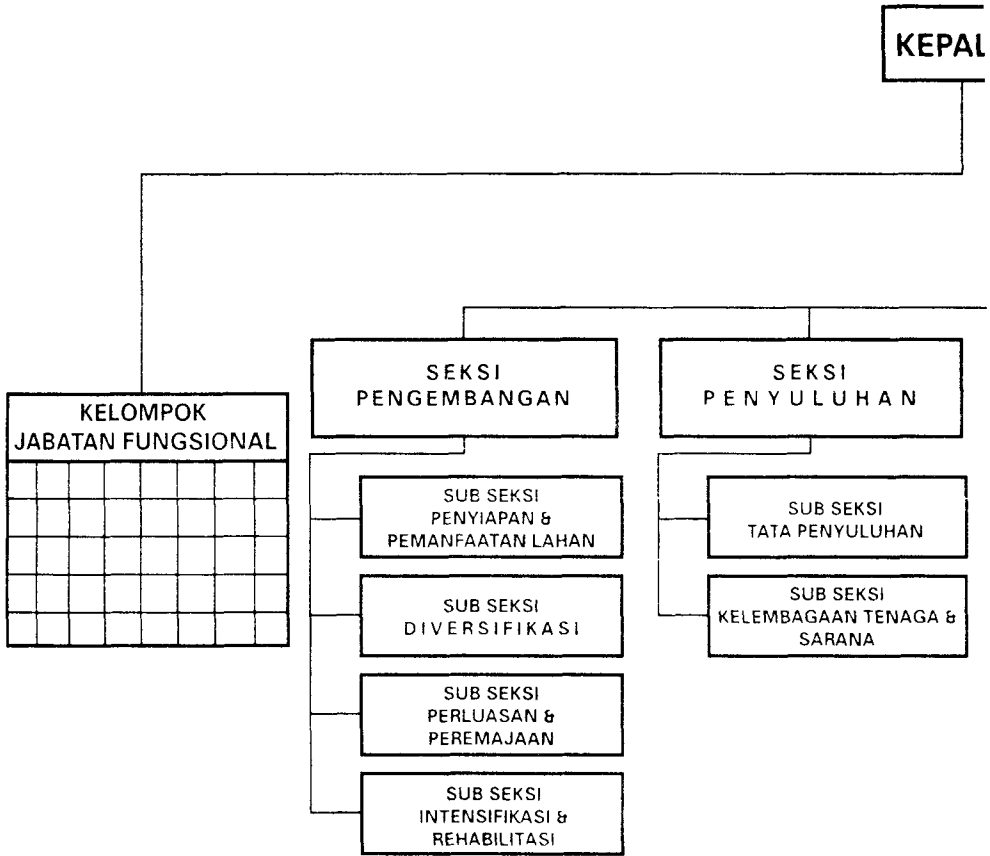 KEPAL
SEKSI
PENGEMBANGAN
SEKSI
PENYULUHAN
KELOMPOK
JABATAN FUNGSIONAL
SUB SEKSI
PENYIAPAN &
PEMANFAATAN LAHAN
SUB SEKSI
DIVERSIFIKASI
SUB SEKSI
PERLUASAN &
PEREMAJAAN
SUB SEKSI
INTENSIFIKASI &
REHABILITASI
SUB SEKSI
TATA PENYULUHAN
SUB SEKSI
KELEMBAGAAN TENAGA &
SARANA